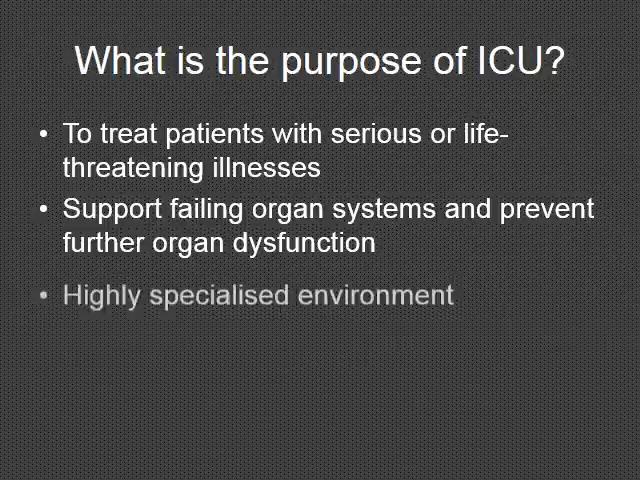 What is the purpose of ICU?
• To treat patients with serious or life-
threatening illnesses
• Support failing organ systems and prevent
further organ dysfunction
• Highly specialised environment